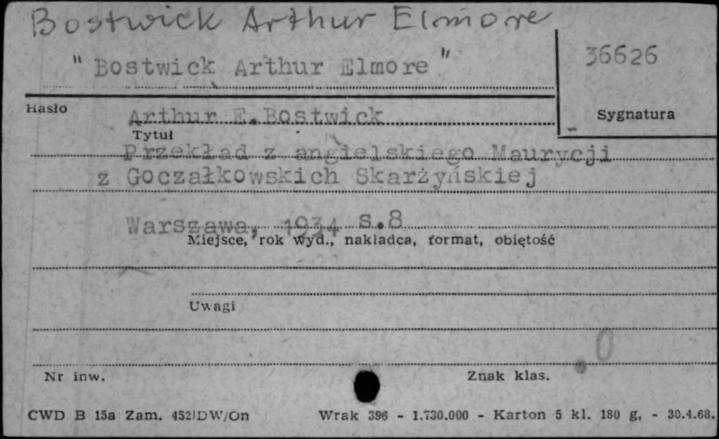 Bostwick Arthur Elmore
"Bostwick Arthur Elmore"
36626
Hasło
Arthur E. Bostwick
Sygnatura
Tytuł
Przekład z angielskiego Maurycji
z Goczałkowskich Skarżyńskiej
Warszawa, 1934 s.8
Miejsce, rok wyd., nakładca, format, obiętość
Uwagi
.0
Nr inw.
Znak klas.
CWD B 15a Zam. 452/DW/On Wrak 396 - 1.730.000 - Karton 5 kl. 180 g. - 30.4.68.